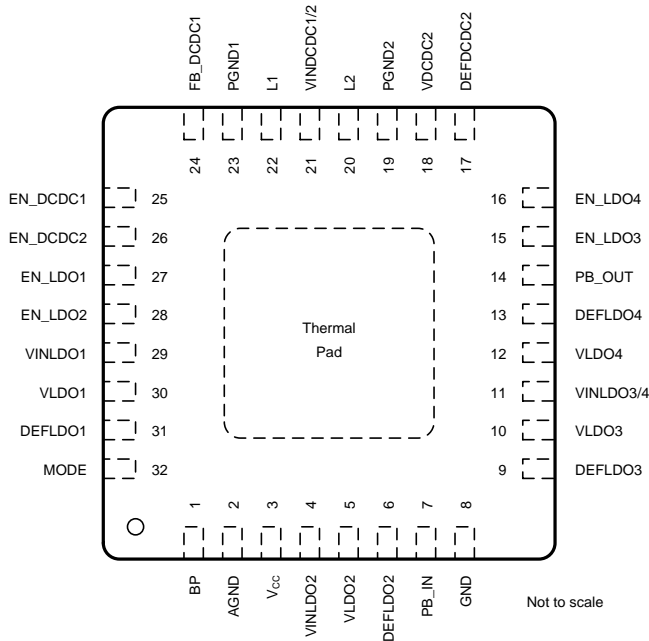 FB_DCDC1
PGND1
L1
VINDCDC1/2
L2
PGND2
VDCDC2
DEFDCDC2
24
23
22
21
20
19
18
17
EN_DCDC1 25
16 EN_LDO4
EN_DCDC2 26
15 EN_LDO3
EN_LDO1 27
14 PB_OUT
EN_LDO2 28
13 DEFLDO4
VINLDO1 29
12 VLDO4
VLDO1 30
11 VINLDO3/4
DEFLDO1 31
10 VLDO3
MODE 32
9 DEFLDO3
Thermal
Pad
1
2
3
4
5
6
7
8
BP
AGND
VCC
VINLDO2
VLDO2
DEFLDO2
PB_IN
GND
Not to scale